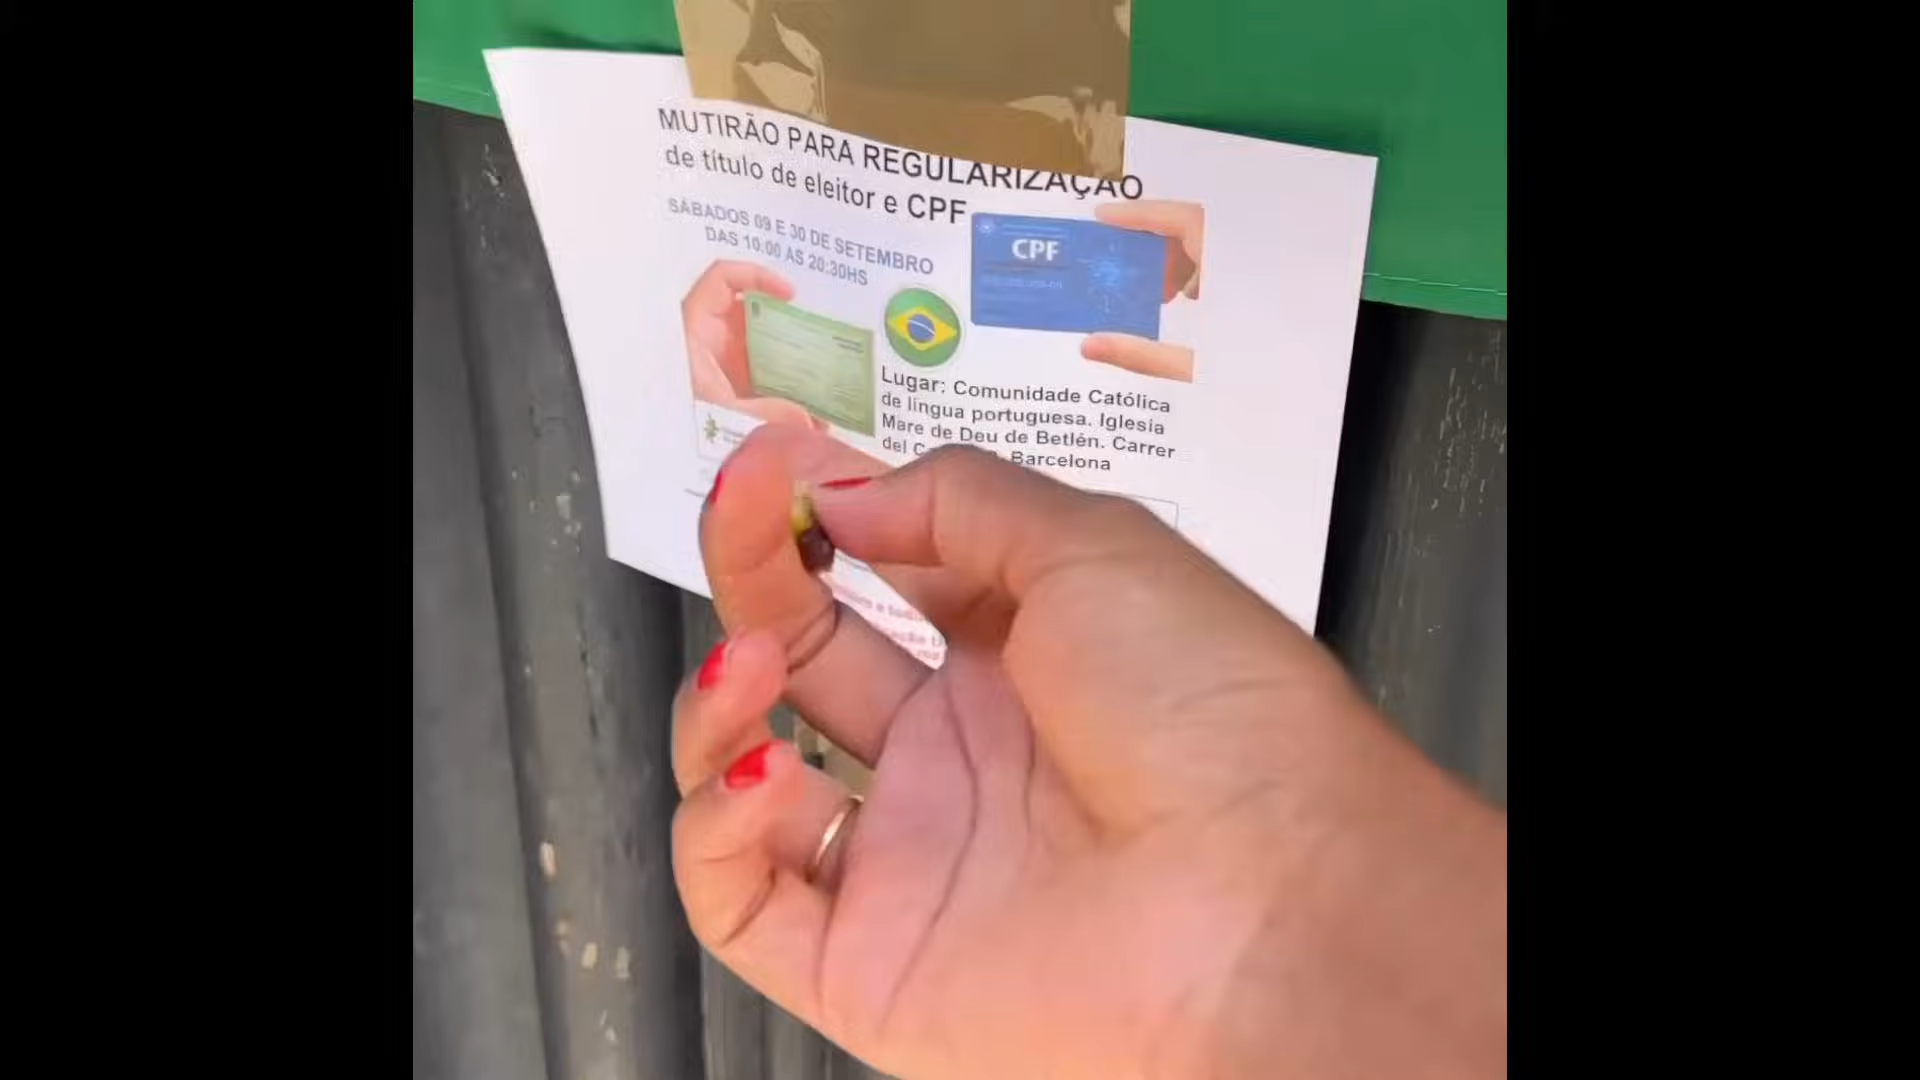 MUTIRÃO PARA REGULARIZAÇÃO
de título de eleitor e CPF
SÁBADOS 09 E 30 DE SETEMBRO
DAS 10:00 AS 20:30HS
CPF
Lugar: Comunidade Católica
de língua portuguesa. Iglesia
Mare de Deu de Betlén. Carrer
del Barcelona